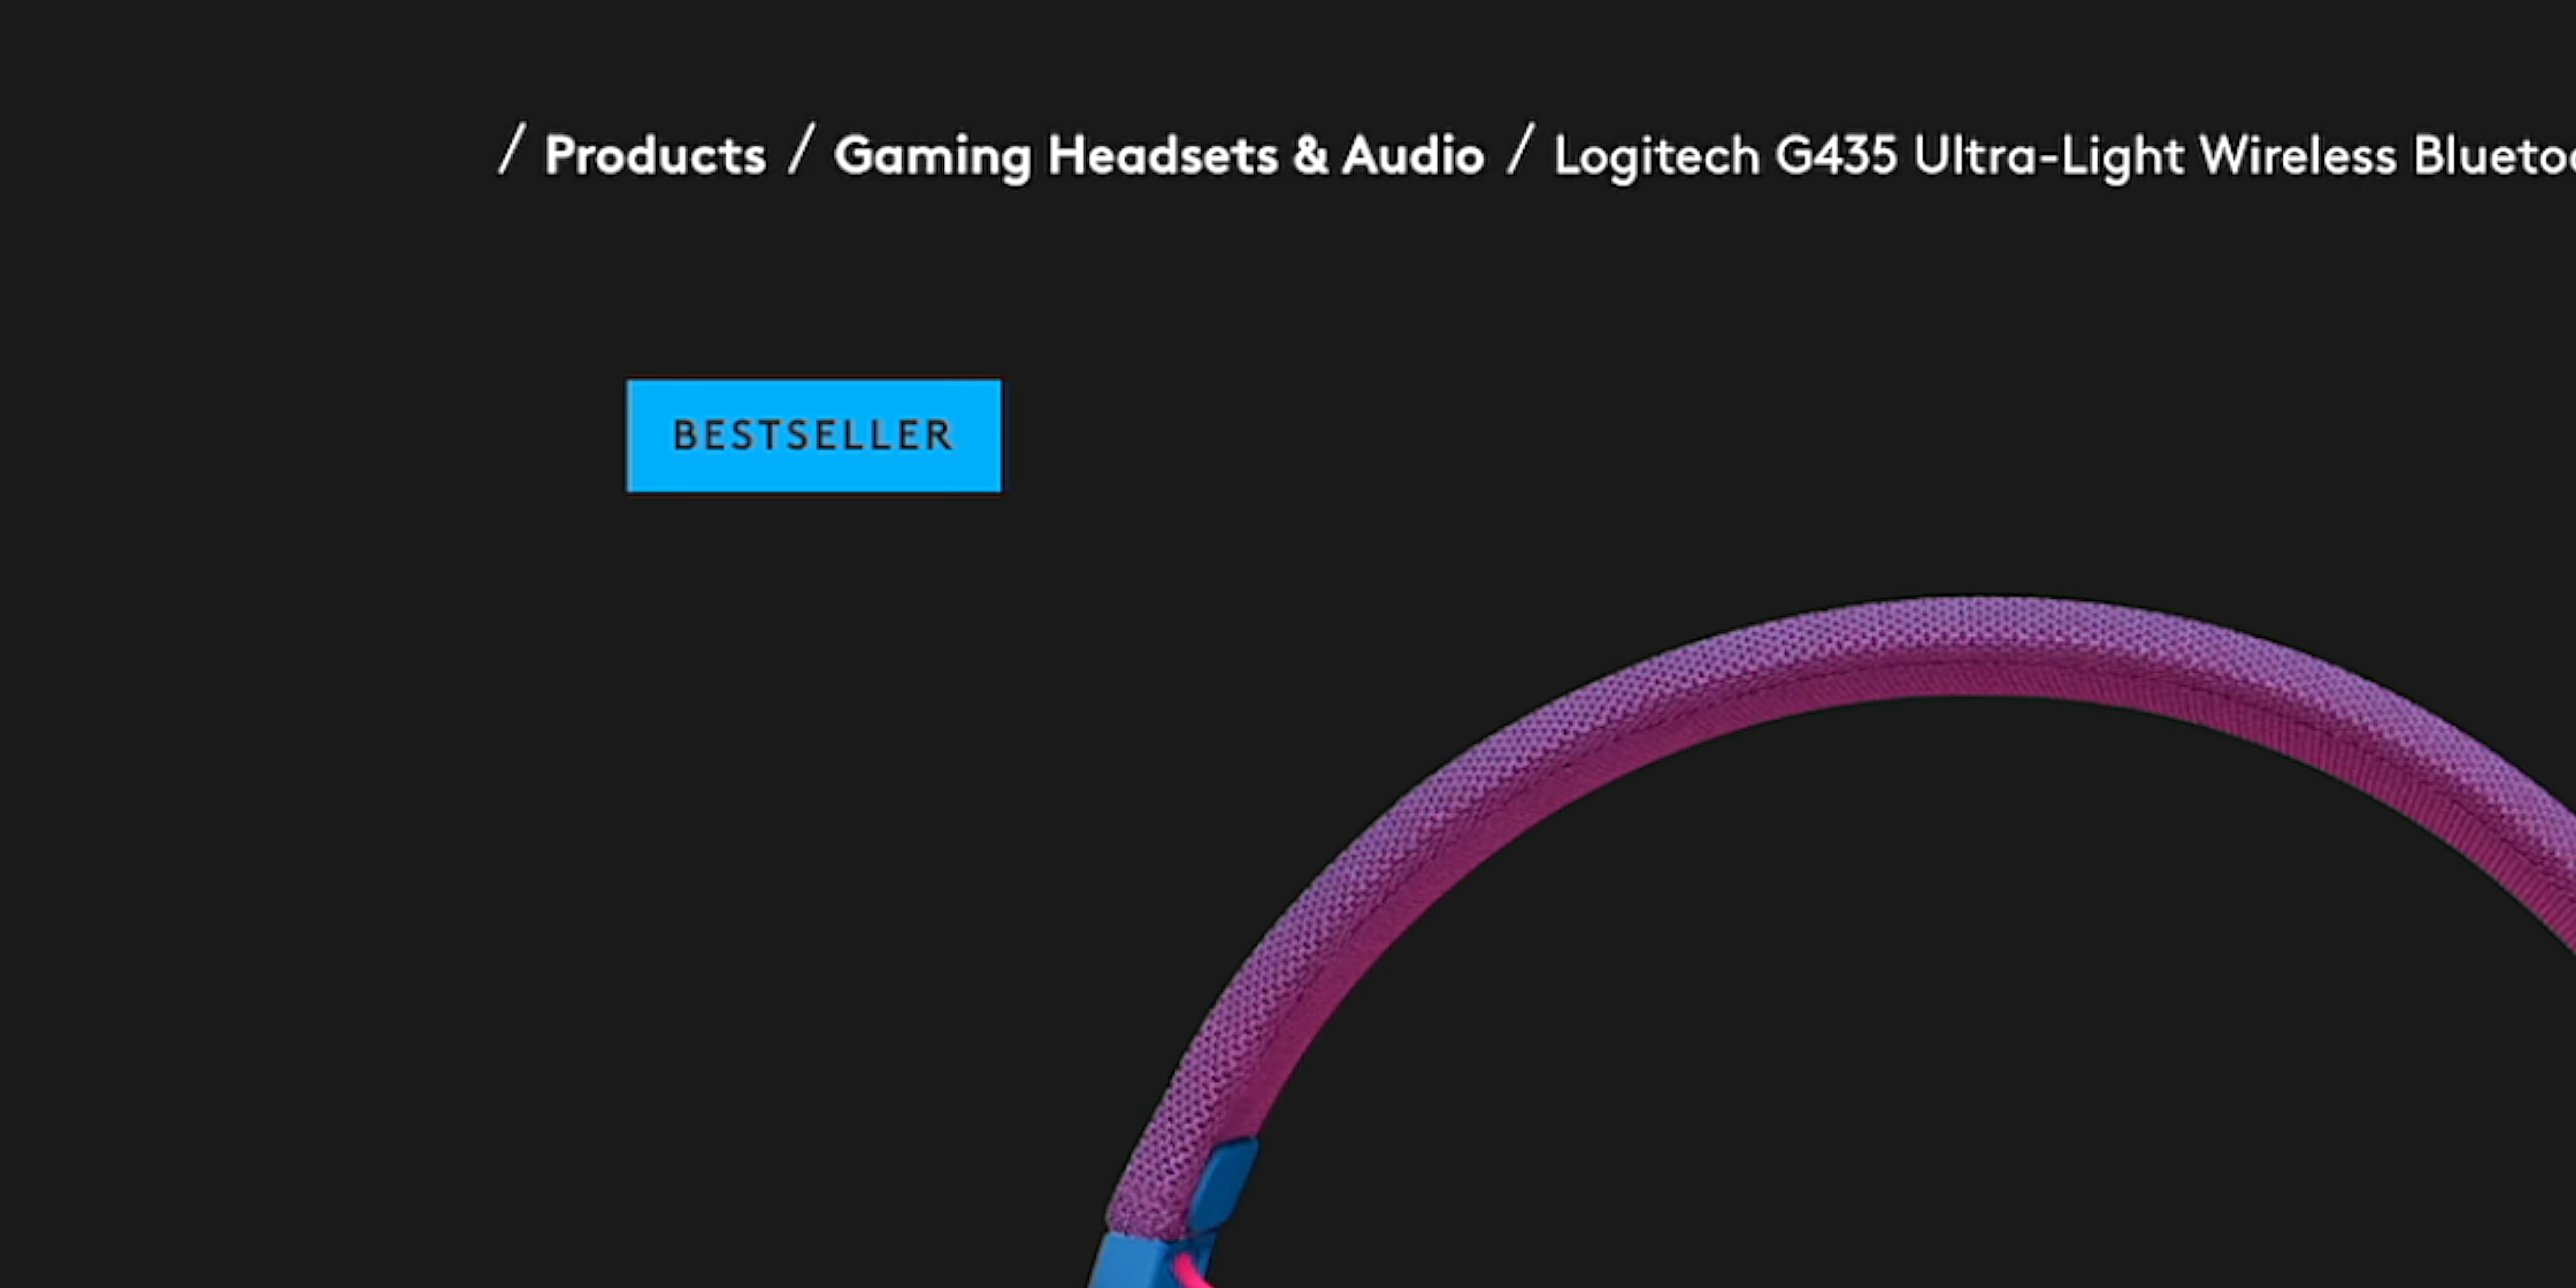 / Products / Gaming Headsets & Audio / Logitech G435 Ultra-Light Wireless
BESTSELLER